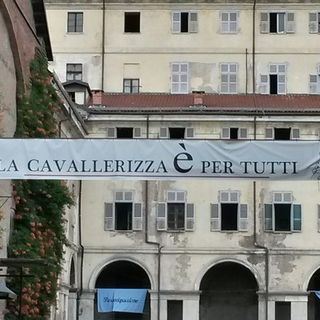 LA CAVALLERIZZA È PER TUTTI